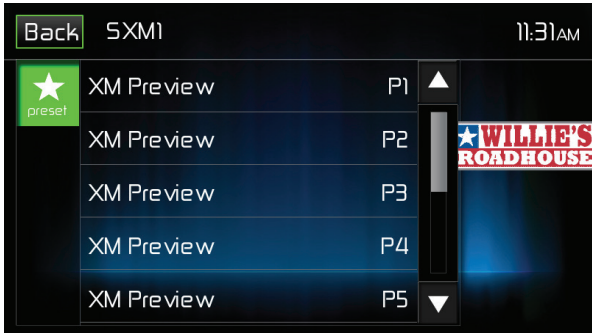 Back SXM1 11:31AM
preset
XM Preview P1
XM Preview P2
XM Preview P3
XM Preview P4
XM Preview P5
WILLIE'S
ROADHOUSE